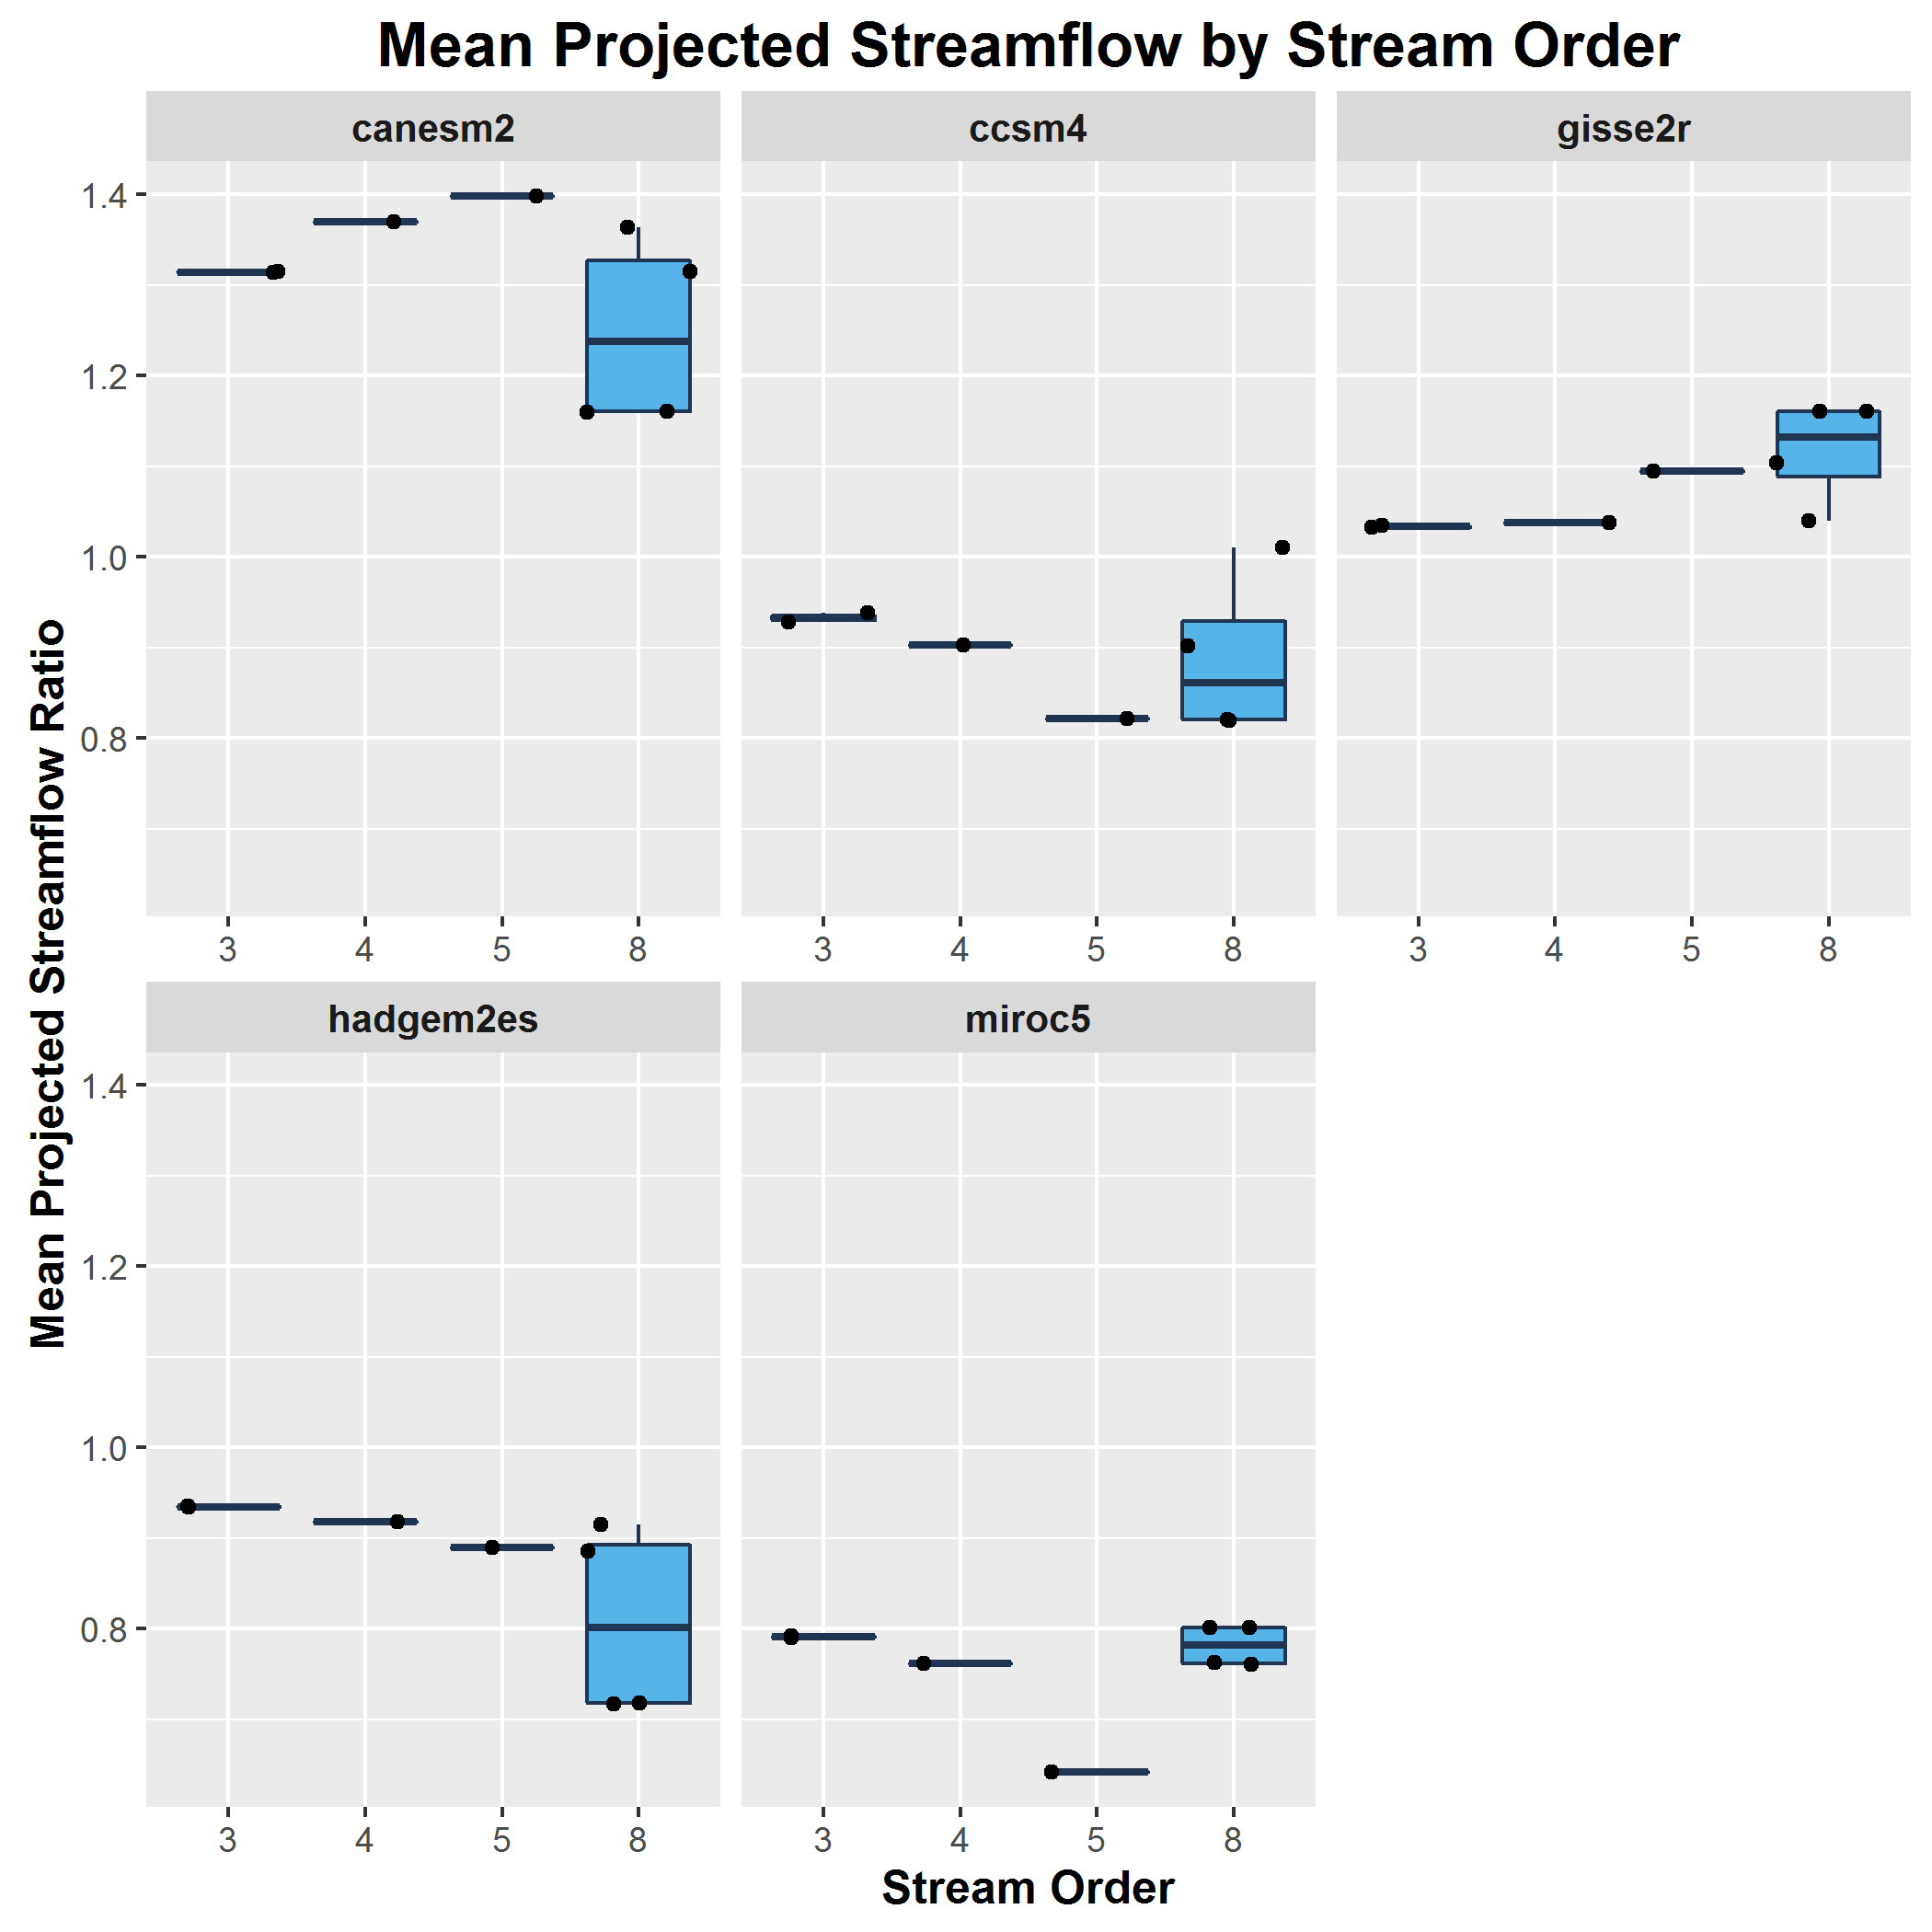 Mean Projected Streamflow by Stream Order
canesm2
ccsm4
gisse2r
1.4
1.2
1.0
0.8
3 4 5 8
3 4 5 8
3 4 5 8
Mean Projected Streamflow Ratio
hadgem2es
miroc5
1.4
1.2
1.0
0.8
3 4 5 8
3 4 5 8
Stream Order